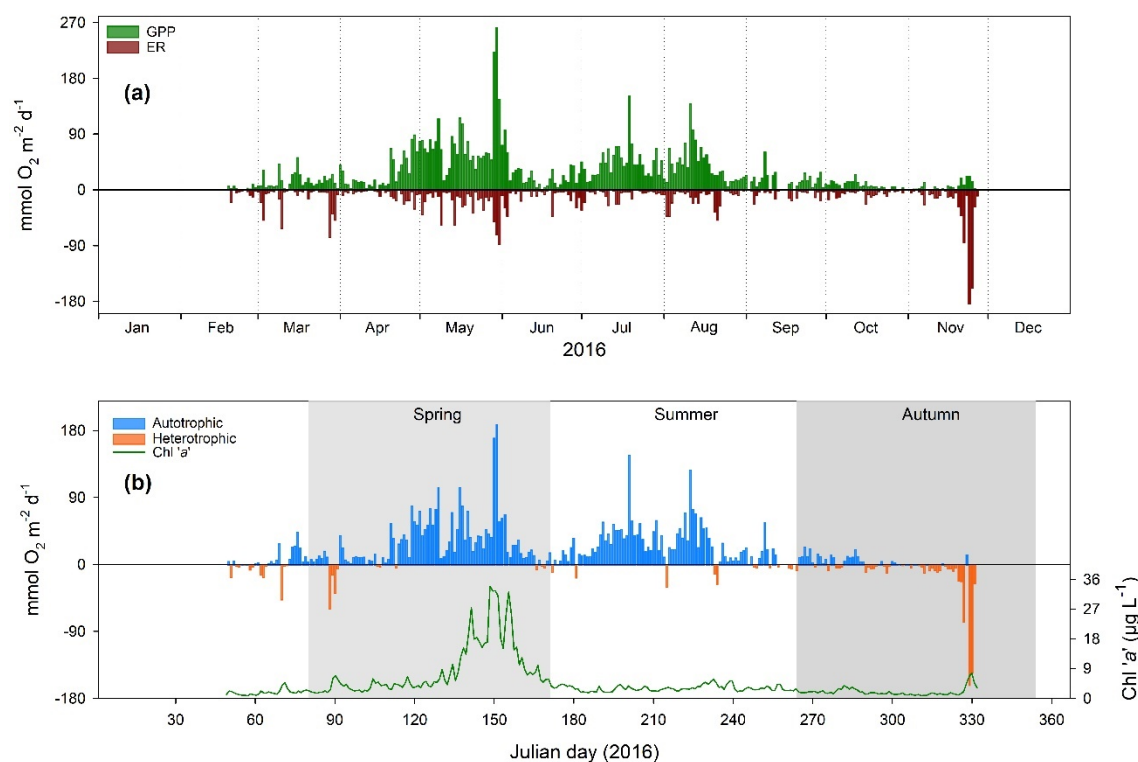 270
GPP
ER
180
(a)
90
0
-90
-180
mmol O₂ m⁻² d⁻¹
Jan Feb Mar Apr May Jun Jul Aug Sep Oct Nov Dec
2016
Spring Summer Autumn
Autotrophic
Heterotrophic
Chl 'a'
180
(b)
90
0
-90
-180
mmol O₂ m⁻² d⁻¹
36
27
18
9
0
Chl 'a' (µg L⁻¹)
30 60 90 120 150 180 210 240 270 300 330 360
Julian day (2016)